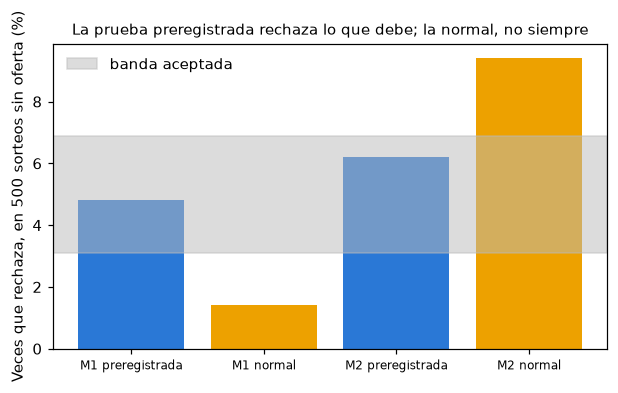 La prueba preregistrada rechaza lo que debe; la normal, no siempre
banda aceptada
Veces que rechaza, en 500 sorteos sin oferta (%)
8
6
4
2
0
M1 preregistrada
M1 normal
M2 preregistrada
M2 normal